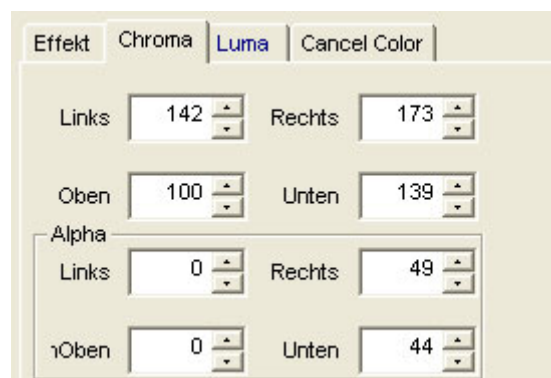 Effekt Chroma Luma Cancel Color
Links 142 Rechts 173
Oben 100 Unten 139
Alpha
Links 0 Rechts 49
Oben 0 Unten 44